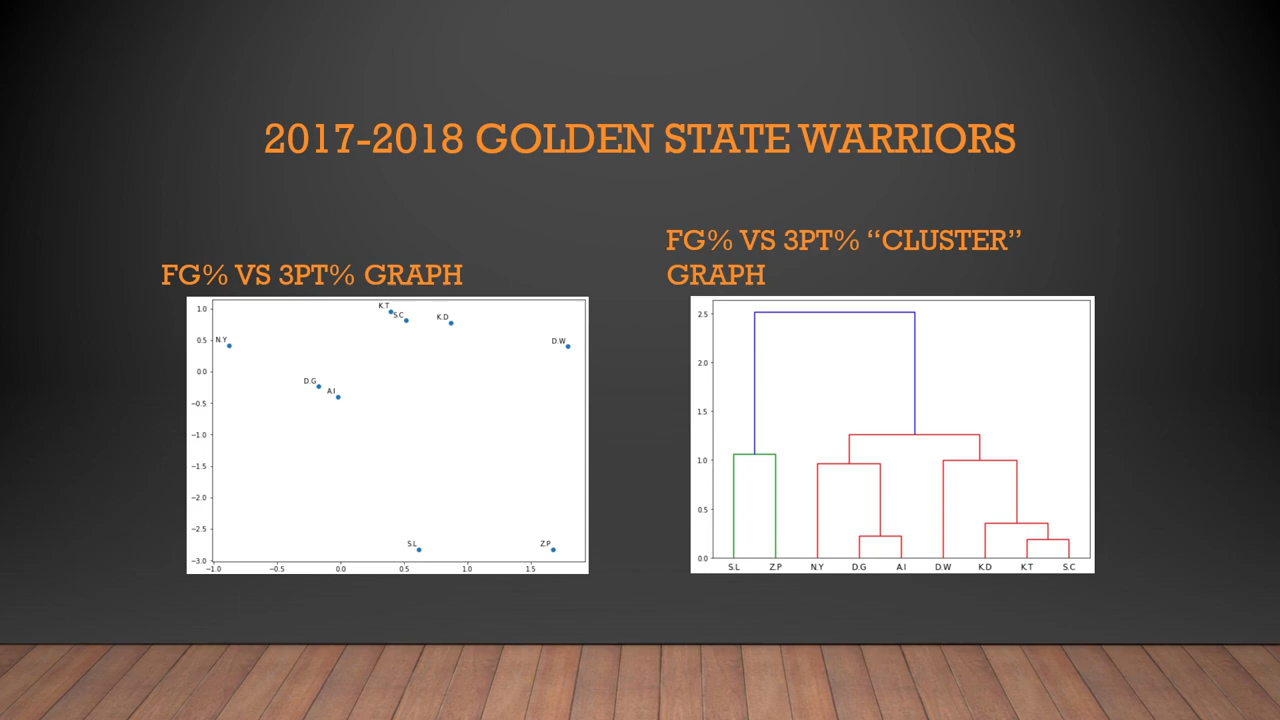 2017-2018 GOLDEN STATE WARRIORS
FG% VS 3PT% GRAPH
K.T
S.C
K.D
N.Y
D.W
D.G
A.I
S.L
Z.P
1.0
0.5
0.0
−0.5
−1.0
−1.5
−2.0
−2.5
−3.0
−1.0 −0.5 0.0 0.5 1.0 1.5
FG% VS 3PT% “CLUSTER”
GRAPH
2.5
2.0
1.5
1.0
0.5
0.0
S.L Z.P N.Y D.G A.I D.W K.D K.T S.C